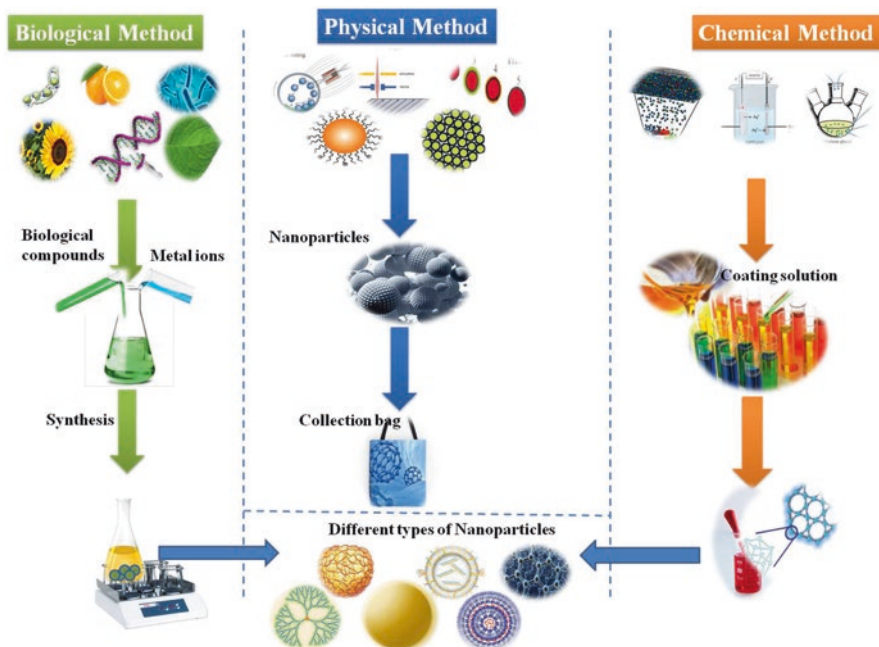 Biological Method
Physical Method
Chemical Method
Biological
compounds
Metal ions
Synthesis
Nanoparticles
Collection bag
Coating solution
Different types of Nanoparticles